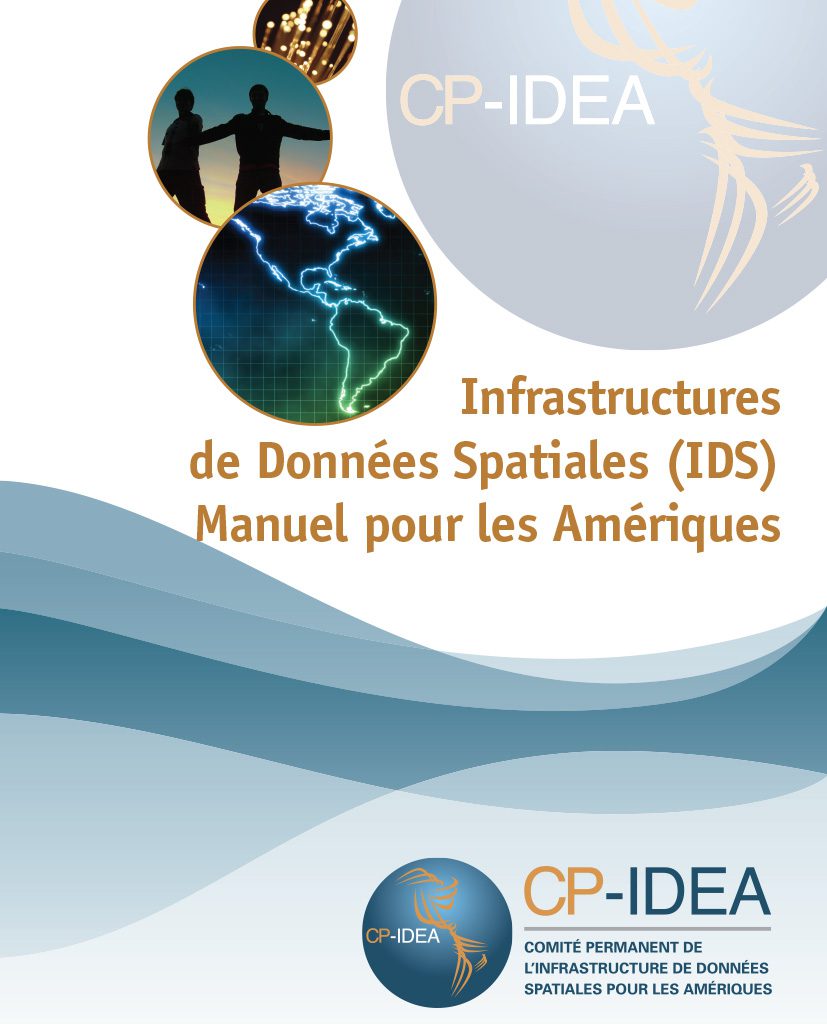 CP-IDEA
Infrastructures
de Données Spatiales (IDS)
Manuel pour les Amériques
CP-IDEA
CP-IDEA
COMITÉ PERMANENT DE
L'INFRASTRUCTURE DE DONNÉES
SPATIALES POUR LES AMÉRIQUES